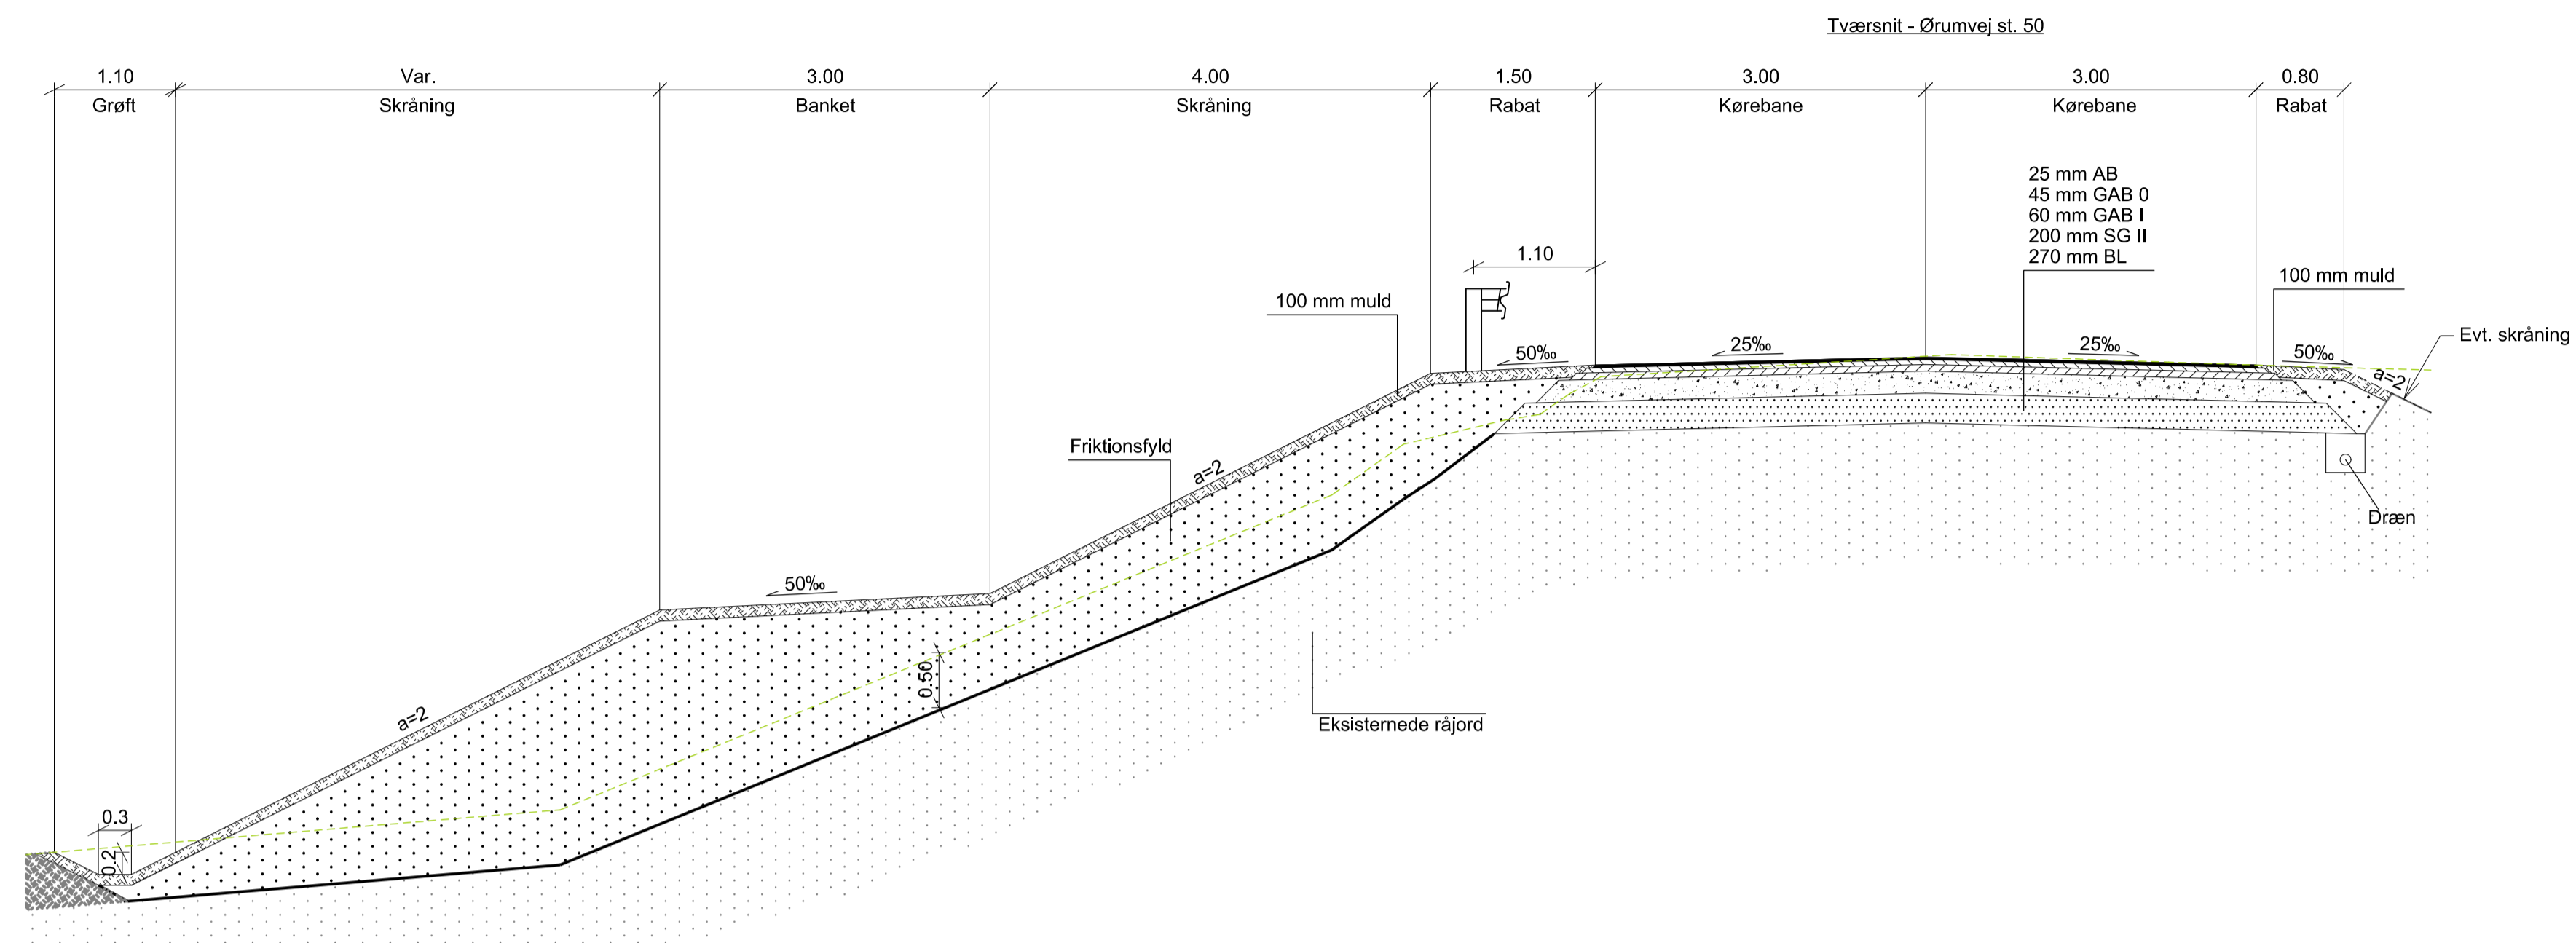 Tværsnit - Ørumvej st. 50
1.10
Var.
3.00
4.00
1.50
3.00
3.00
0.80
Grøft
Skråning
Banket
Skråning
Rabat
Kørebane
Kørebane
Rabat
25 mm AB
45 mm GAB 0
60 mm GAB I
200 mm SG II
270 mm BL
1.10
100 mm muld
100 mm muld
50‰
25‰
25‰
50‰
Evt. skråning
a=2
Friktionsfyld
a=2
Dræn
50‰
0.50
a=2
Eksisternede råjord
0.3
0.2